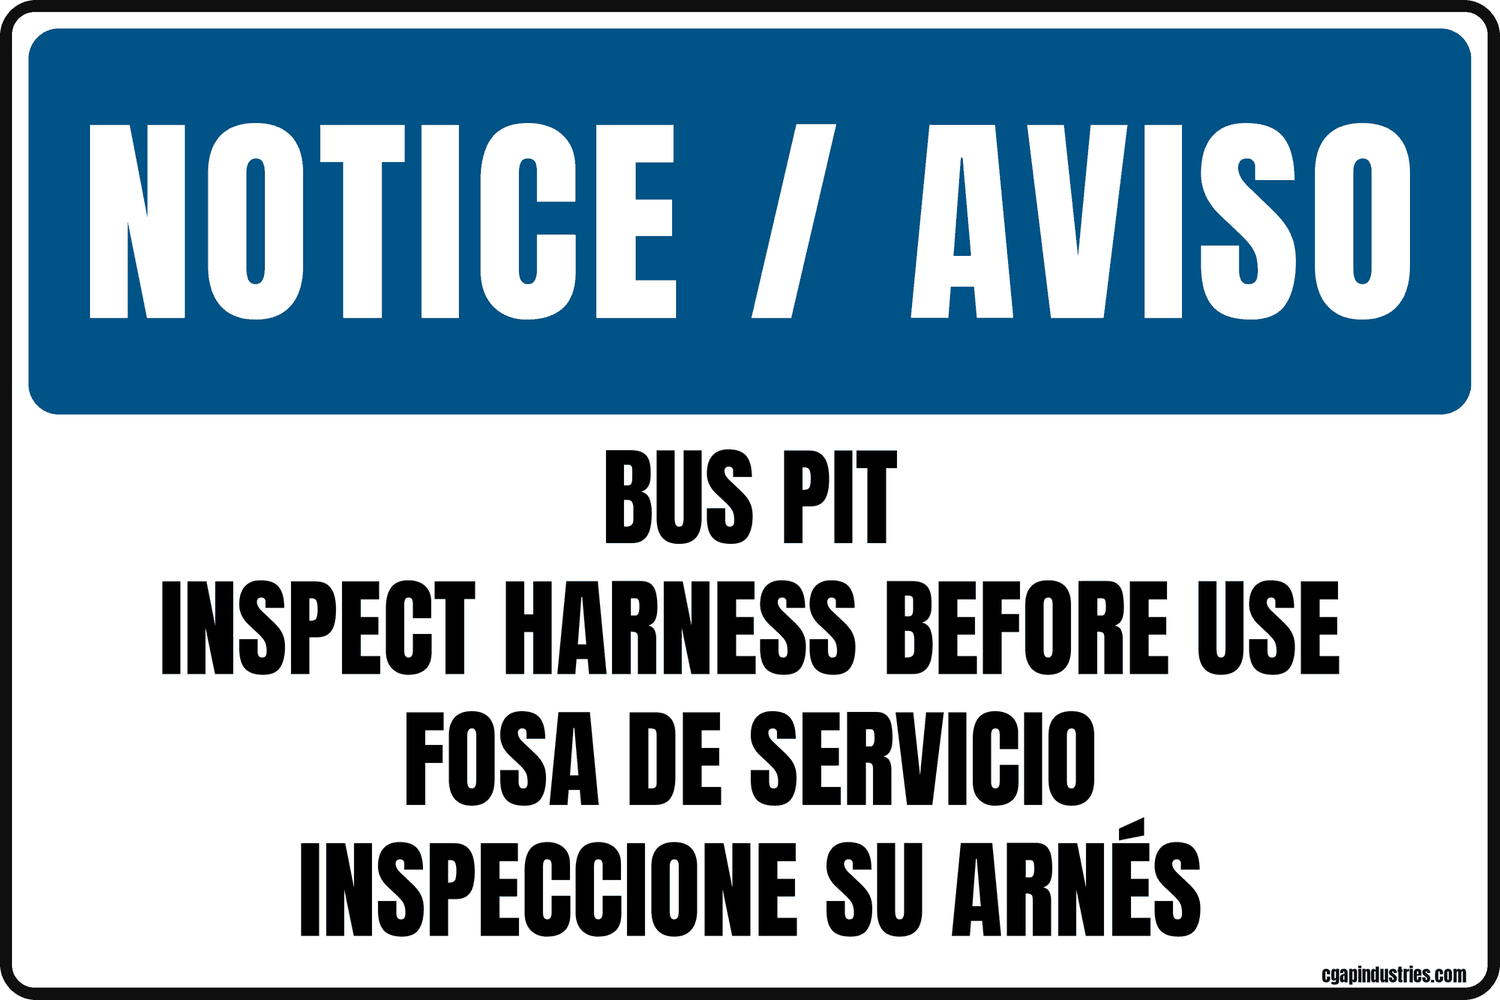 NOTICE / AVISO
BUS PIT
INSPECT HARNESS BEFORE USE
FOSA DE SERVICIO
INSPECCIONE SU ARNÉS
cgapindustries.com